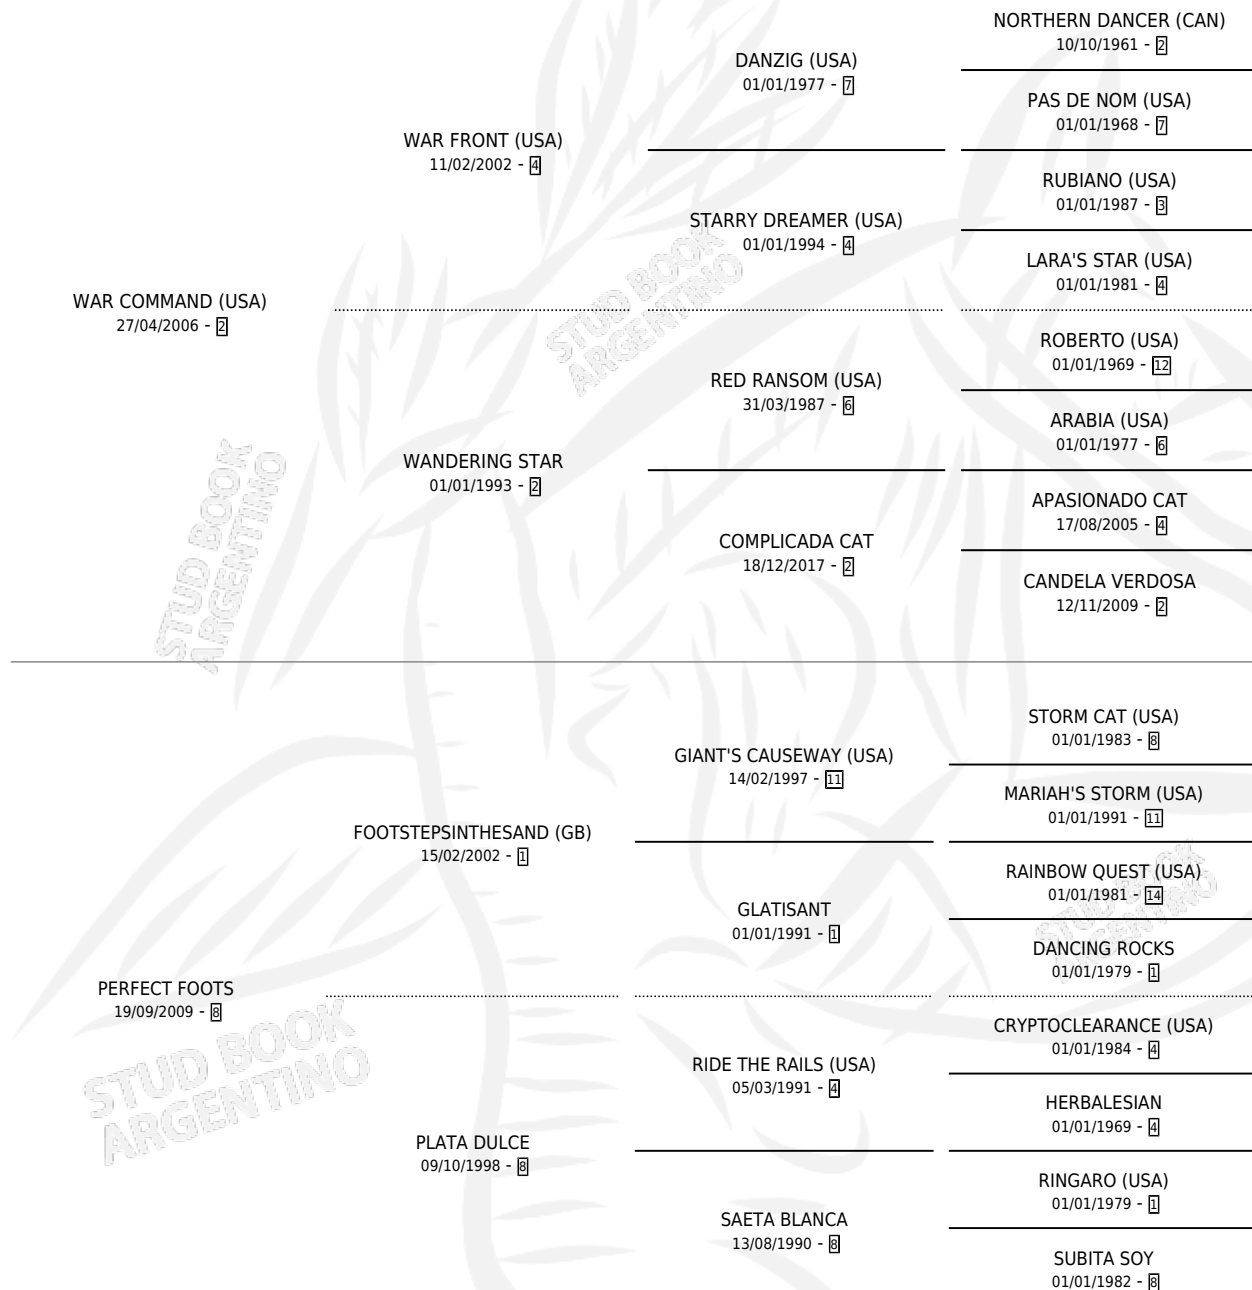 NORTHERN DANCER (CAN)
10/10/1961 - 2
DANZIG (USA)
01/01/1977 - 7
PAS DE NOM (USA)
01/01/1968 - 7
WAR FRONT (USA)
11/02/2002 - 4
RUBIANO (USA)
01/01/1987 - 3
STARRY DREAMER (USA)
01/01/1994 - 4
LARA'S STAR (USA)
01/01/1981 - 4
WAR COMMAND (USA)
27/04/2006 - 2
ROBERTO (USA)
01/01/1969 - 12
RED RANSOM (USA)
31/03/1987 - 6
ARABIA (USA)
01/01/1977 - 6
WANDERING STAR
01/01/1993 - 2
APASIONADO CAT
17/08/2005 - 4
COMPLICADA CAT
18/12/2017 - 2
CANDELA VERDOSA
12/11/2009 - 2
STORM CAT (USA)
01/01/1983 - 8
GIANT'S CAUSEWAY (USA)
14/02/1997 - 11
MARIAH'S STORM (USA)
01/01/1991 - 11
FOOTSTEPSINTHESAND (GB)
15/02/2002 - 1
RAINBOW QUEST (USA)
01/01/1981 - 14
GLATISANT
01/01/1991 - 1
DANCING ROCKS
01/01/1979 - 1
PERFECT FOOTS
19/09/2009 - 8
CRYPTOCLEARANCE (USA)
01/01/1984 - 4
RIDE THE RAILS (USA)
05/03/1991 - 4
HERBALESIAN
01/01/1969 - 4
PLATA DULCE
09/10/1998 - 8
RINGARO (USA)
01/01/1979 - 1
SAETA BLANCA
13/08/1990 - 8
SUBITA SOY
01/01/1982 - 8
STUD BOOK
ARGENTINO
STUD BOOK
ARGENTINO
STUD BOOK
ARGENTINO
STUD BOOK
ARGENTINO